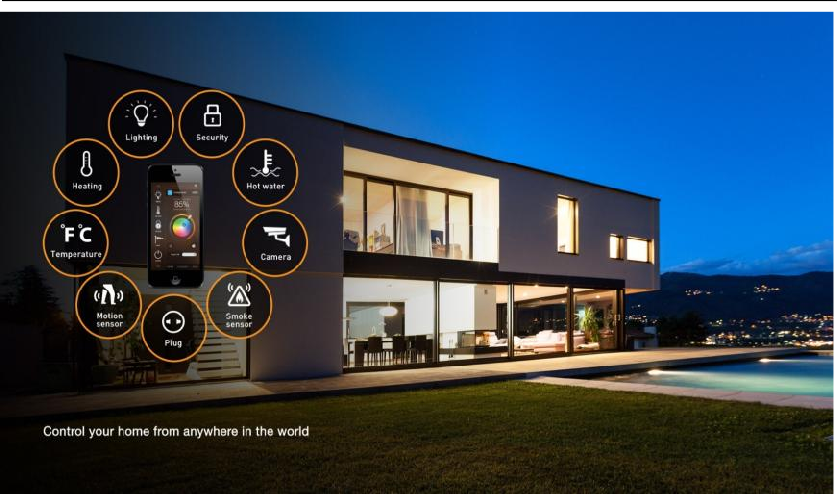 Lighting
Security
Heating
Hot water
°F°C
Temperature
Camera
Motion
sensor
Smoke
sensor
Plug
85%
Control your home from anywhere in the world